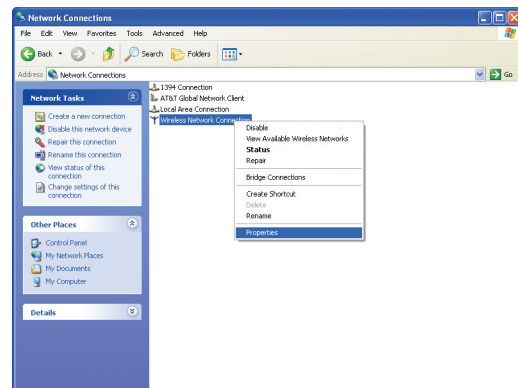 Network Connections
File Edit View Favorites Tools Advanced Help
Back Search Folders
Address Network Connections Go
Network Tasks
Create a new connection
Disable this network device
Repair this connection
Rename this connection
View status of this
connection
Change settings of this
connection
Other Places
Control Panel
My Network Places
My Documents
My Computer
Details
1394 Connection
AT&T Global Network Client
Local Area Connection
Wireless Network Connection
Disable
View Available Wireless Networks
Status
Repair
Bridge Connections
Create Shortcut
Delete
Rename
Properties